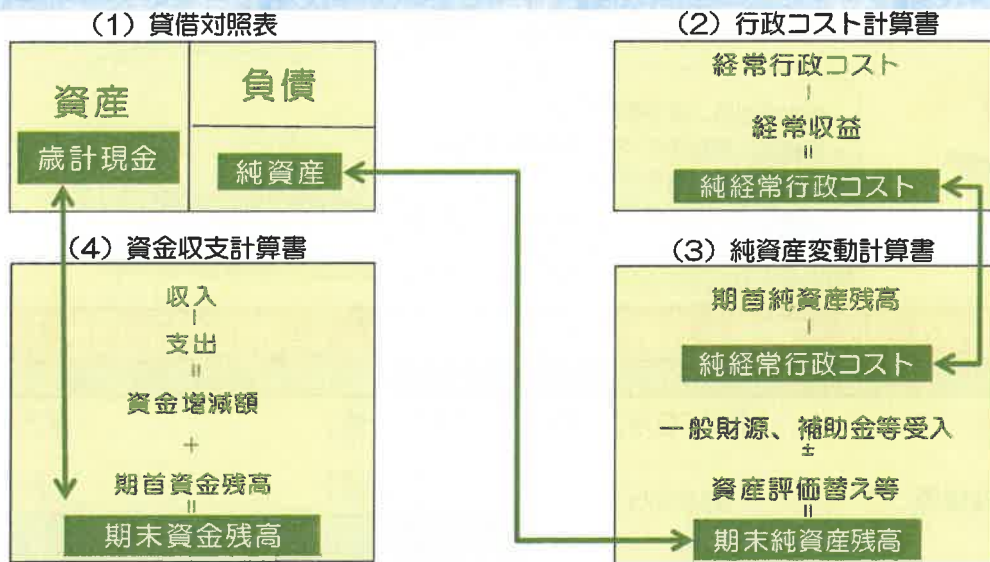 (1) 貸借対照表
資産
歳計現金
負債
純資産
(2) 行政コスト計算書
経常行政コスト
−
経常収益
=
純経常行政コスト
(4) 資金収支計算書
収入
−
支出
=
資金増減額
+
期首資金残高
=
期末資金残高
(3) 純資産変動計算書
期首純資産残高
−
純経常行政コスト
一般財源、補助金等受入
±
資産評価替え等
=
期末純資産残高